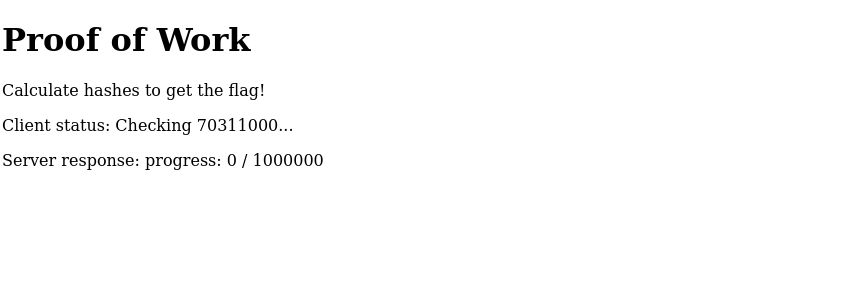 Proof of Work
Calculate hashes to get the flag!
Client status: Checking 70311000...
Server response: progress: 0 / 1000000